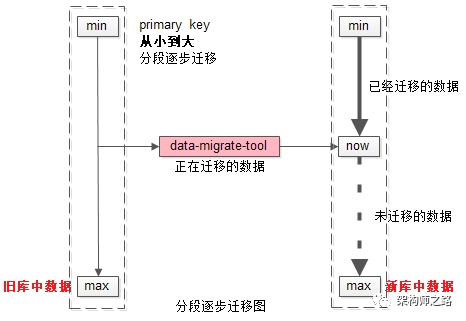 min
primary key
从小到大
分段逐步迁移
min
已经迁移的数据
data-migrate-tool
now
正在迁移的数据
未迁移的数据
旧库中数据
max
max
新库中数据
分段逐步迁移图
架构师之路